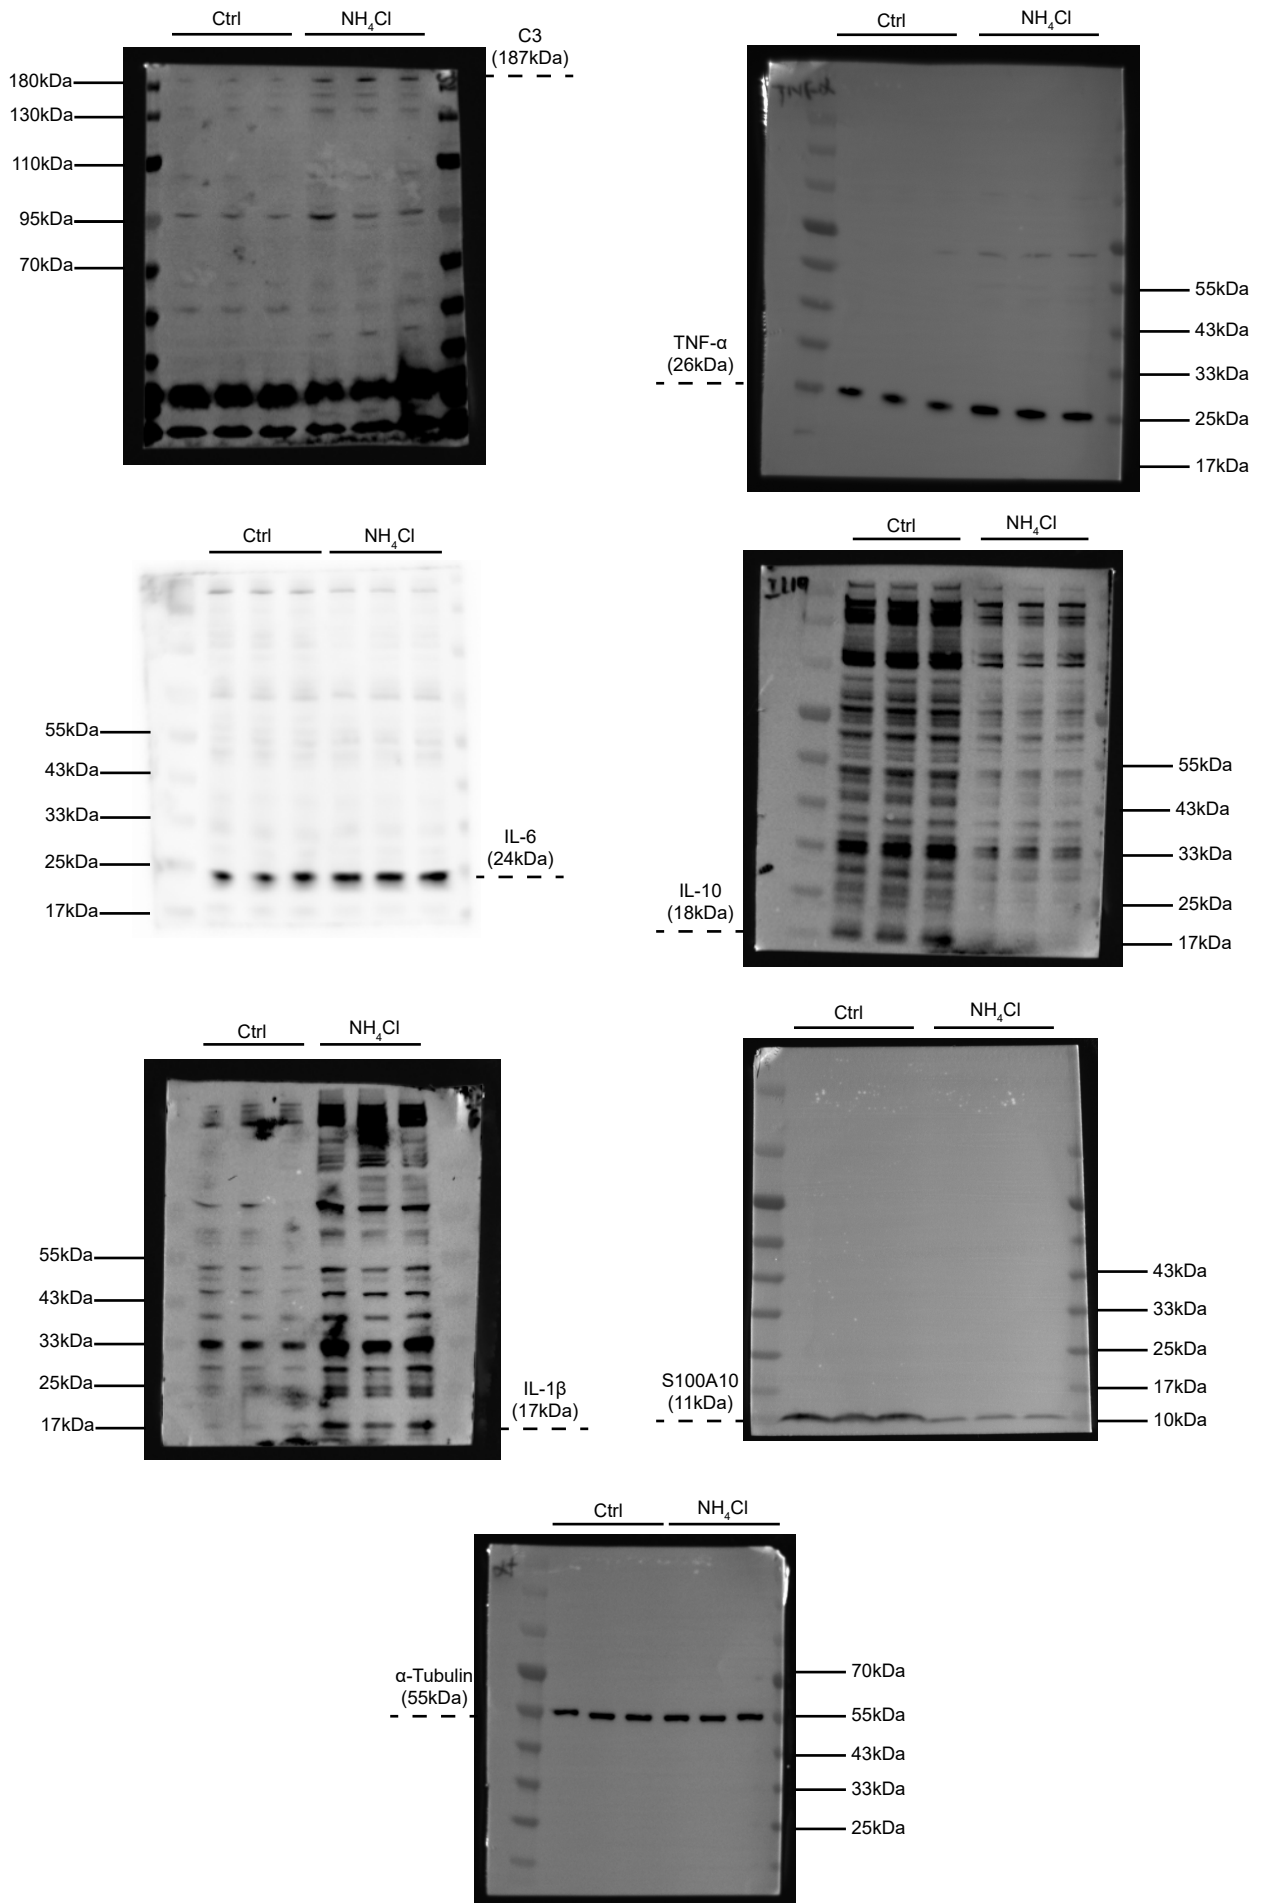 Ctrl NH₄Cl
C3
(187kDa)
180kDa
130kDa
110kDa
95kDa
70kDa
Ctrl NH₄Cl
TNF-α
(26kDa)
55kDa
43kDa
33kDa
25kDa
17kDa
Ctrl NH₄Cl
55kDa
43kDa
33kDa
25kDa
17kDa
IL-6
(24kDa)
Ctrl NH₄Cl
IL-10
(18kDa)
55kDa
43kDa
33kDa
25kDa
17kDa
Ctrl NH₄Cl
55kDa
43kDa
33kDa
25kDa
17kDa
IL-1β
(17kDa)
Ctrl NH₄Cl
S100A10
(11kDa)
43kDa
33kDa
25kDa
17kDa
10kDa
Ctrl NH₄Cl
α-Tubulin
(55kDa)
70kDa
55kDa
43kDa
33kDa
25kDa